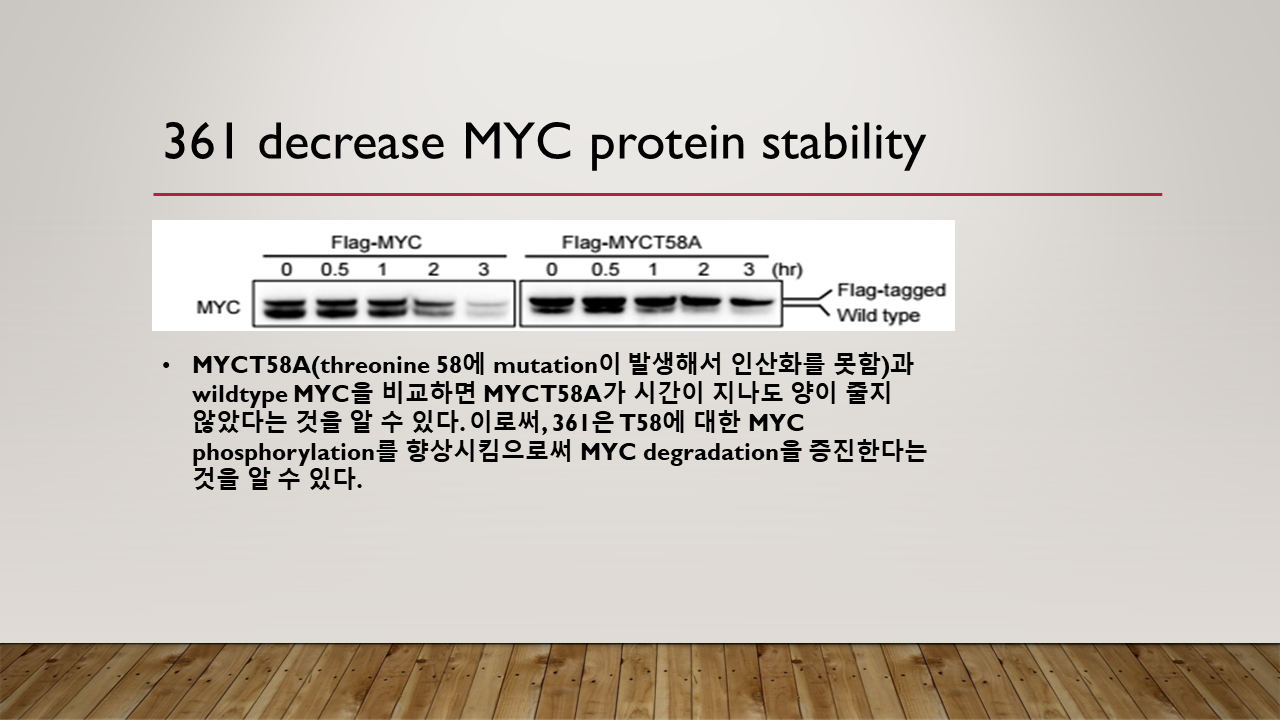 361 decrease MYC protein stability
Flag-MYC Flag-MYCT58A
0 0.5 1 2 3 0 0.5 1 2 3 (hr)
MYC
Flag-tagged
Wild type
• MYCT58A(threonine 58에 mutation이 발생해서 인산화를 못함)과
wildtype MYC을 비교하면 MYCT58A가 시간이 지나도 양이 줄지
않았다는 것을 알 수 있다. 이로써, 361은 T58에 대한 MYC
phosphorylation를 향상시킴으로써 MYC degradation을 증진한다는
것을 알 수 있다.